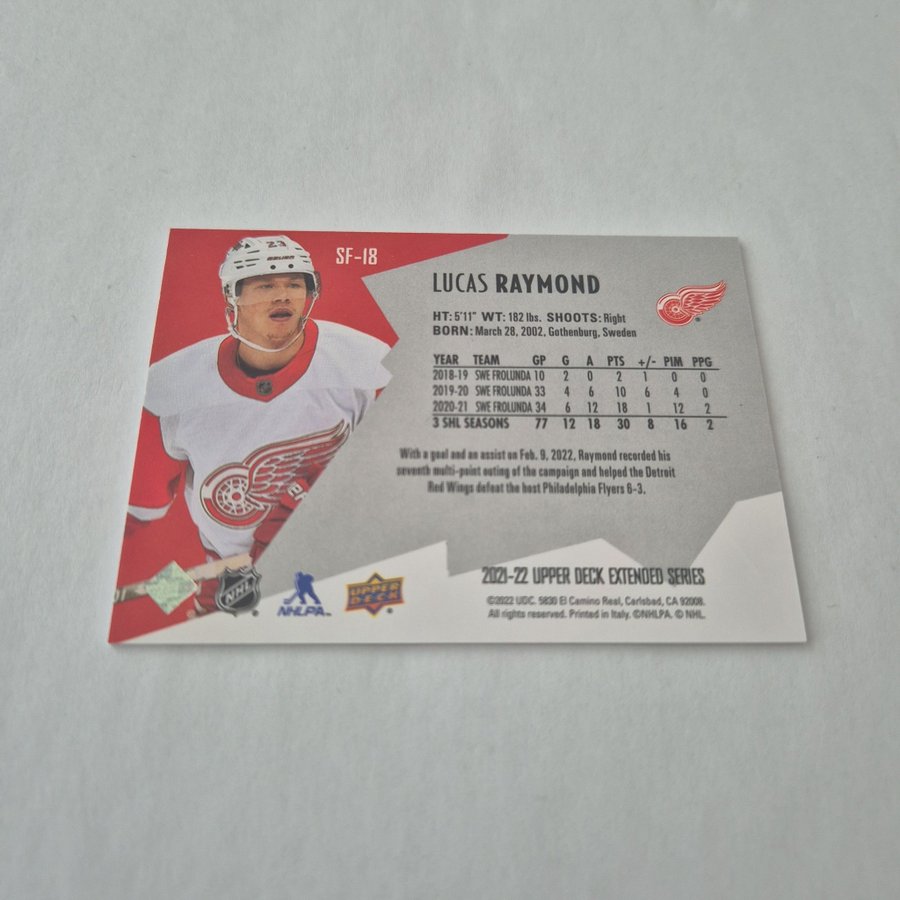 SF-18
23
BAUER
LUCAS RAYMOND
HT: 5'11" WT: 182 lbs. SHOOTS: Right
BORN: March 28, 2002, Gothenburg, Sweden
YEAR TEAM GP G A PTS +/- PIM PPG
2018-19 SWE FROLUNDA 10 2 0 2 1 0 0
2019-20 SWE FROLUNDA 33 4 6 10 6 4 0
2020-21 SWE FROLUNDA 34 6 12 18 1 12 2
3 SHL SEASONS 77 12 18 30 8 16 2
With a goal and an assist on Feb. 9, 2022, Raymond recorded his
seventh multi-point outing of the campaign and helped the Detroit
Red Wings defeat the host Philadelphia Flyers 6-3.
NHL
NHLPA
UPPER
DECK
2021-22 UPPER DECK EXTENDED SERIES
©2022 UDC. 5830 El Camino Real, Carlsbad, CA 92008.
All rights reserved. Printed in Italy. ©NHLPA. © NHL.